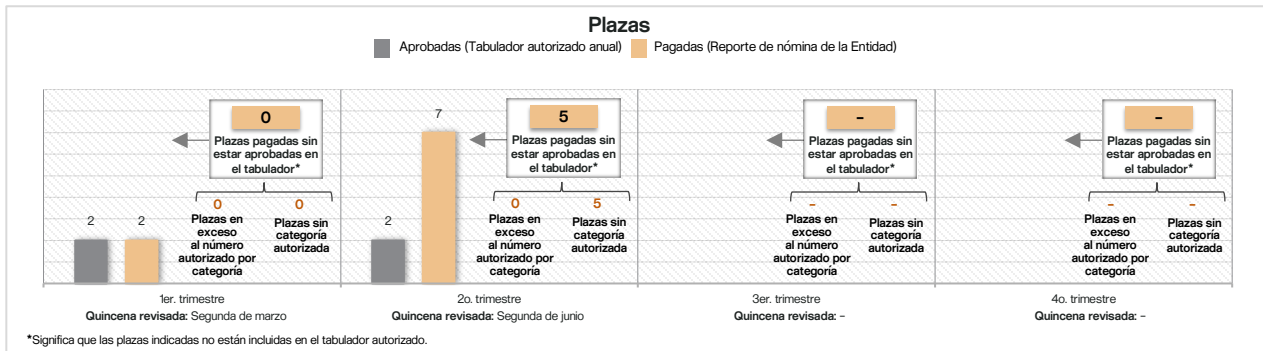 Plazas
Aprobadas (Tabulador autorizado anual) Pagadas (Reporte de nómina de la Entidad)
2
2
0
Plazas pagadas sin
estar aprobadas en
el tabulador*
0
Plazas en
exceso
al número
autorizado por
categoría
0
Plazas sin
categoría
autorizada
1er. trimestre
Quincena revisada: Segunda de marzo
2
7
5
Plazas pagadas sin
estar aprobadas en
el tabulador*
0
Plazas en
exceso
al número
autorizado por
categoría
5
Plazas sin
categoría
autorizada
2o. trimestre
Quincena revisada: Segunda de junio
-
Plazas pagadas sin
estar aprobadas en
el tabulador*
-
Plazas en
exceso
al número
autorizado por
categoría
-
Plazas sin
categoría
autorizada
3er. trimestre
Quincena revisada: -
-
Plazas pagadas sin
estar aprobadas en
el tabulador*
-
Plazas en
exceso
al número
autorizado por
categoría
-
Plazas sin
categoría
autorizada
4o. trimestre
Quincena revisada: -
*Significa que las plazas indicadas no están incluidas en el tabulador autorizado.